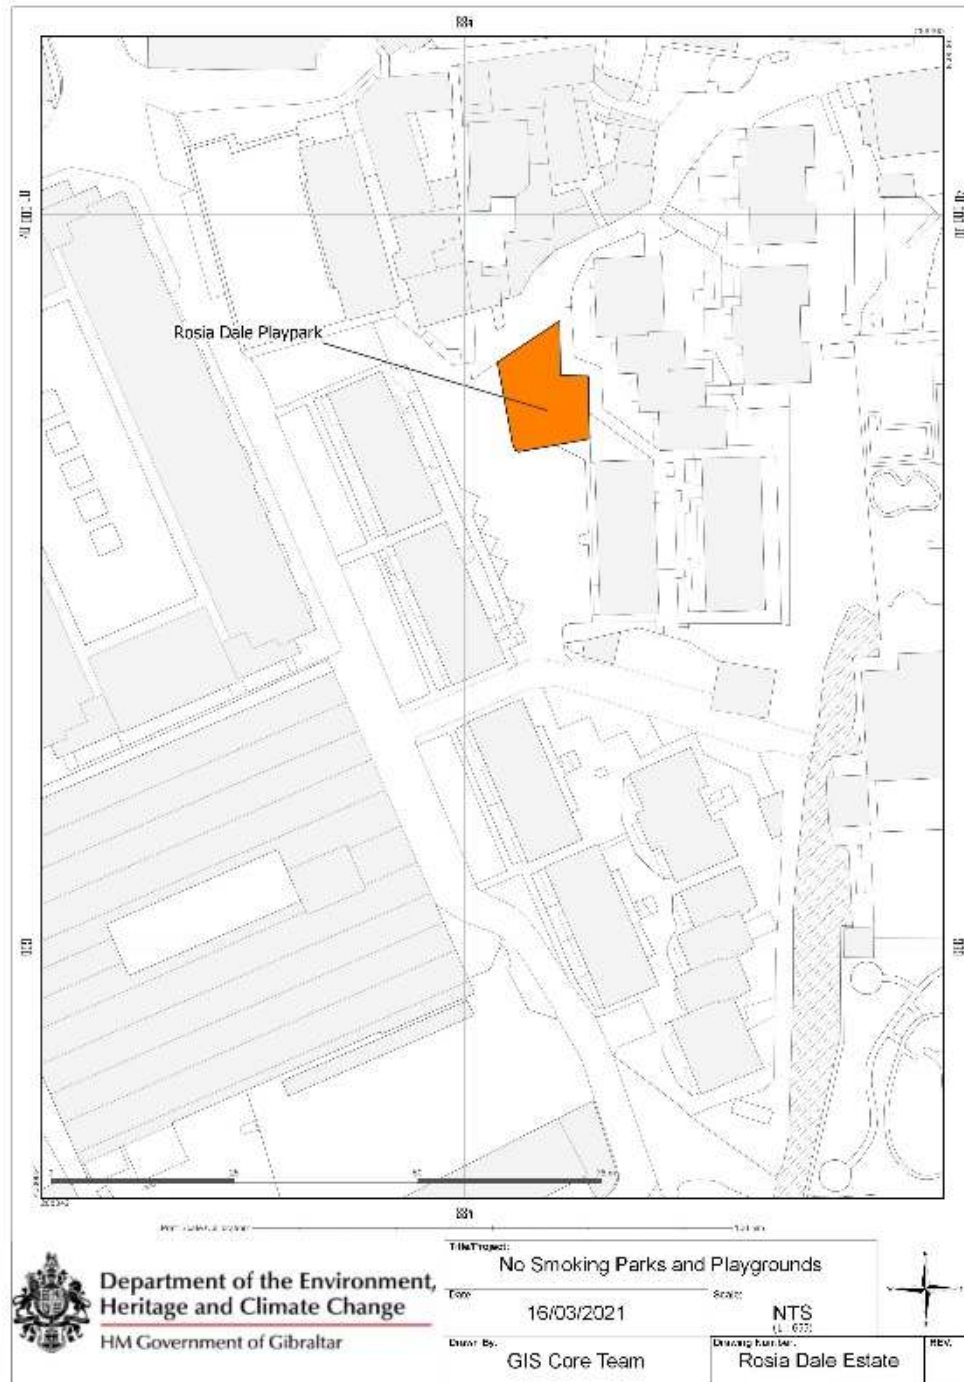 Rosia Dale Playpark
Department of the Environment,
Heritage and Climate Change
HM Government of Gibraltar
Title/Project:
No Smoking Parks and Playgrounds
Date
16/03/2021
Scale:
NTS
Drawn By:
GIS Core Team
Drawing Number:
Rosia Dale Estate
REV.